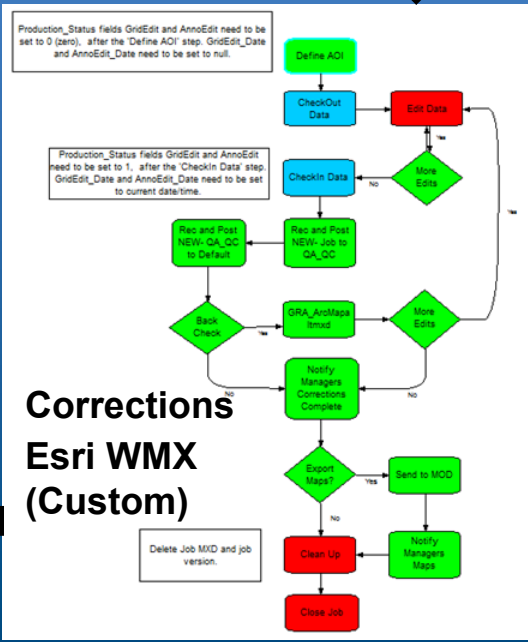 Production_Status fields GridEdit and AnnoEdit need to be
set to 0 (zero),  after the 'Define AOI' step. GridEdit_Date
and AnnoEdit_Date need to be set to null.
Define AOI
CheckOut
Data
Edit Data
Yes
Production_Status fields GridEdit and AnnoEdit
need to be set to 1,  after the 'CheckIn Data' step.
GridEdit_Date and AnnoEdit_Date need to be set
to current date/time.
CheckIn Data
No
More
Edits
Yes
Rec and Post
NEW- QA_QC
to Default
Rec and Post
NEW- Job to
QA_QC
Back
Check
Yes
GRA_ArcMapa
ltmxd
More
Edits
No
Notify
Managers
Corrections
Complete
No
Corrections
Esri WMX
(Custom)
Export
Maps?
Yes
Send to MOD
No
Delete Job MXD and job
version.
Clean Up
Notify
Managers
Maps
Close Job